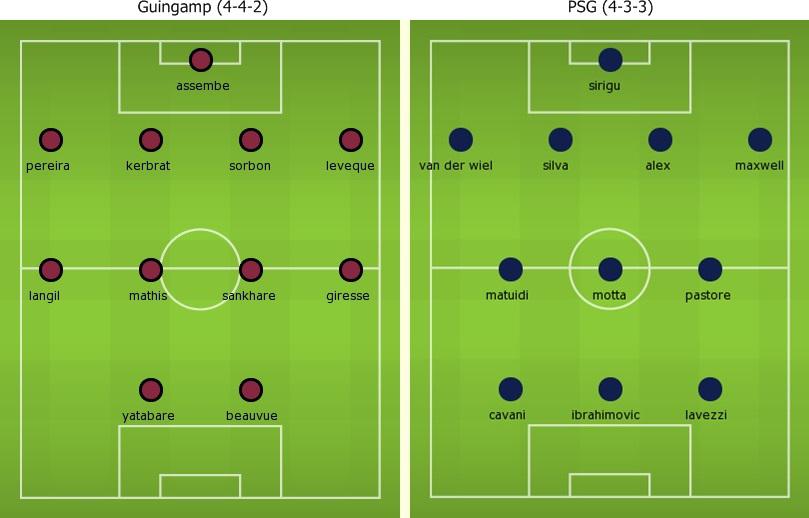 Guingamp (4-4-2)
assembe
pereira kerbrat sorbon leveque
langil mathis sankhare giresse
yatabare beauvue
PSG (4-3-3)
sirigu
van der wiel silva alex maxwell
matuidi motta pastore
cavani ibrahimovic lavezzi